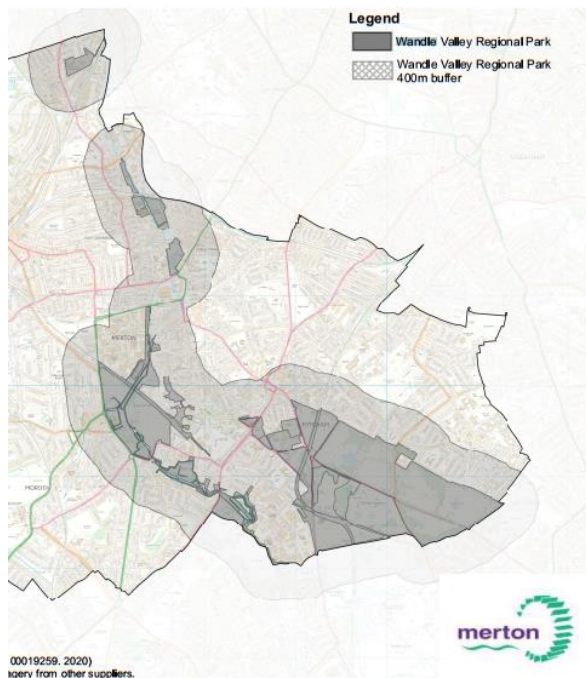 Legend
Wandle Valley Regional Park
Wandle Valley Regional Park
400m buffer
MERTON
MORDEN
merton
00019259. 2020)
agery from other suppliers.